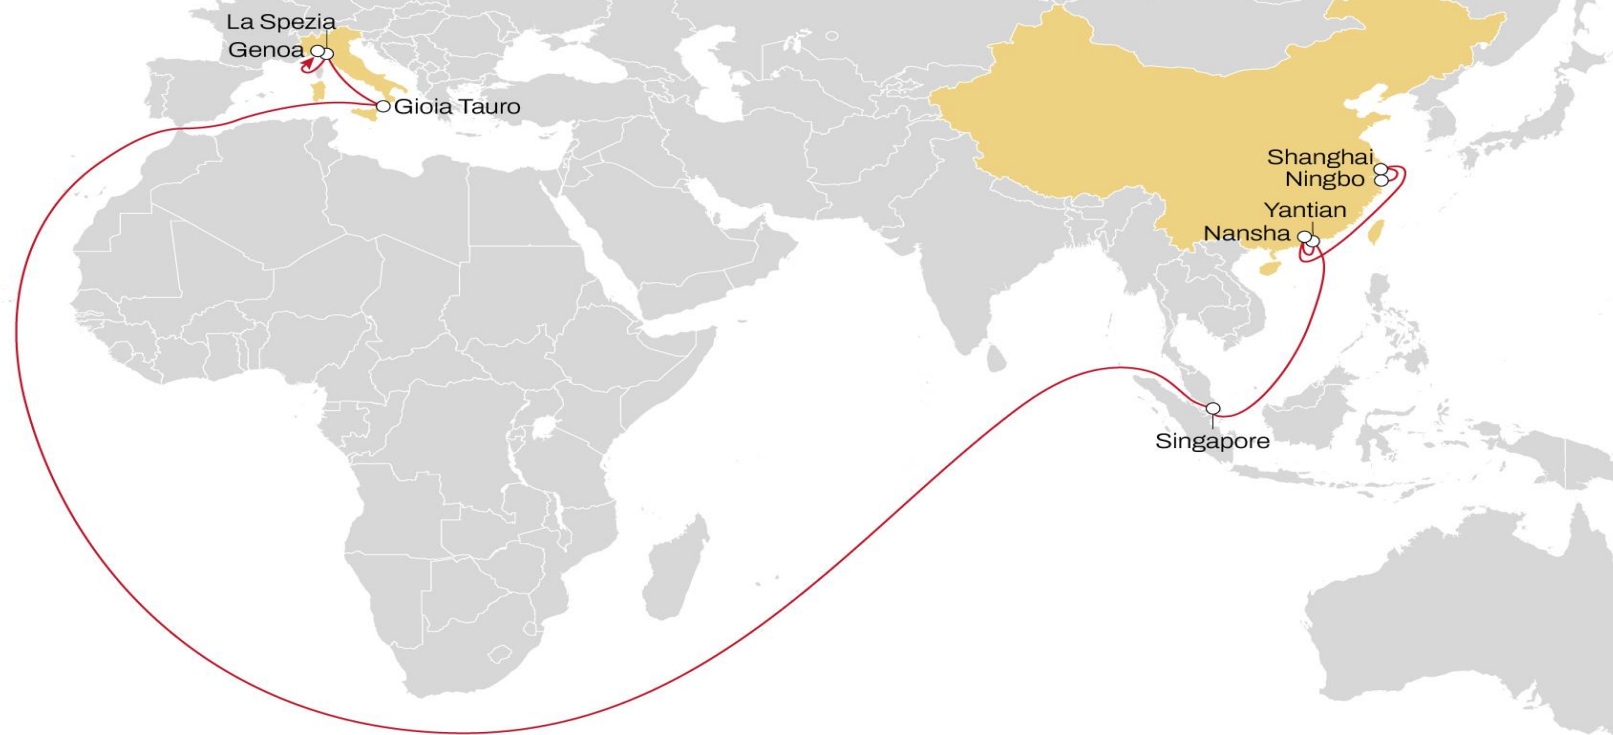 La Spezia
Genoa
Gioia Tauro
Shanghai
Ningbo
Yantian
Nansha
Singapore